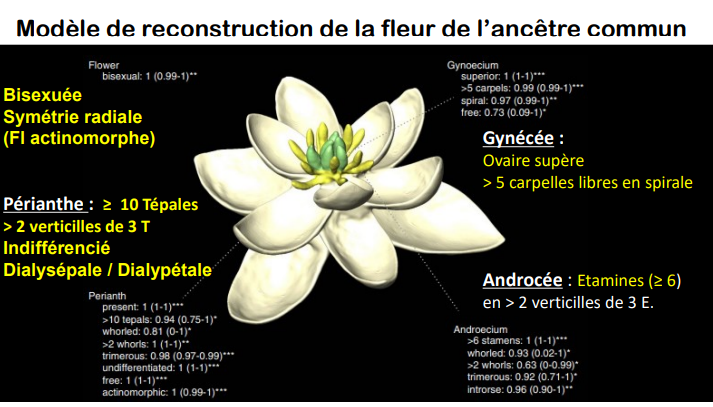 Modèle de reconstruction de la fleur de l'ancêtre commun
Flower
bisexual: 1 (0.99-1)**
Bisexuée
Symétrie radiale
(Fl actinomorphe)
Gynoecium
superior: 1 (1-1)***
>5 carpels: 0.99 (0.99-1)***
spiral: 0.97 (0.99-1)**
free: 0.73 (0.09-1)*
Gynécée :
Ovaire supère
> 5 carpelles libres en spirale
Périanthe : ≥ 10 Tépales
> 2 verticilles de 3 T
Indifférencié
Dialysépale / Dialypétale
Perianth
present: 1 (1-1)***
>10 tepals: 0.94 (0.75-1)*
whorled: 0.81 (0-1)*
>2 whorls: 1 (1-1)**
trimerous: 0.98 (0.97-0.99)***
undifferentiated: 1 (1-1)***
free: 1 (1-1)***
actinomorphic: 1 (0.99-1)***
Androcée : Etamines (≥ 6)
en > 2 verticilles de 3 E.
Androecium
>6 stamens: 1 (1-1)***
whorled: 0.93 (0.02-1)*
>2 whorls: 0.63 (0-0.99)*
trimerous: 0.92 (0.71-1)*
introrse: 0.96 (0.90-1)**